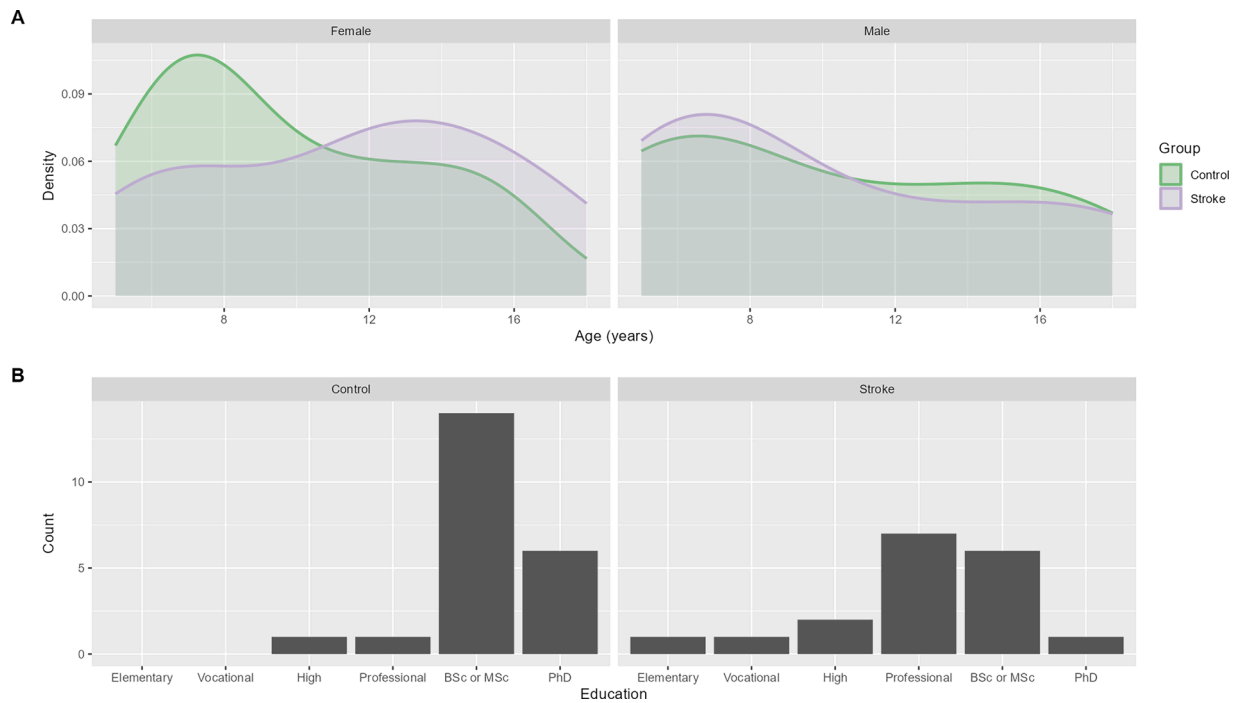 A
Female
Male
0.09
0.06
0.03
0.00
Density
8
12
16
8
12
16
Age (years)
Group
Control
Stroke
B
Control
Stroke
10
5
0
Count
Elementary
Vocational
High
Professional
BSc or MSc
PhD
Elementary
Vocational
High
Professional
BSc or MSc
PhD
Education